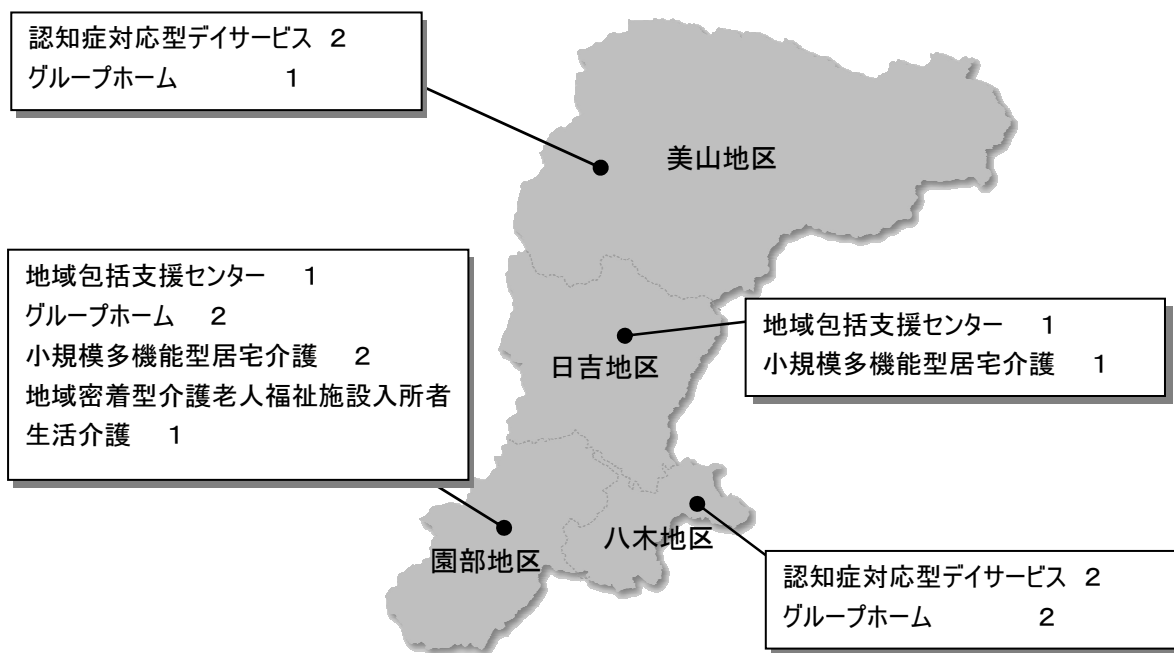 認知症対応型デイサービス 2
グループホーム 1
美山地区
地域包括支援センター 1
グループホーム 2
小規模多機能型居宅介護 2
地域密着型介護老人福祉施設入所者
生活介護 1
地域包括支援センター 1
小規模多機能型居宅介護 1
日吉地区
八木地区
園部地区
認知症対応型デイサービス 2
グループホーム 2